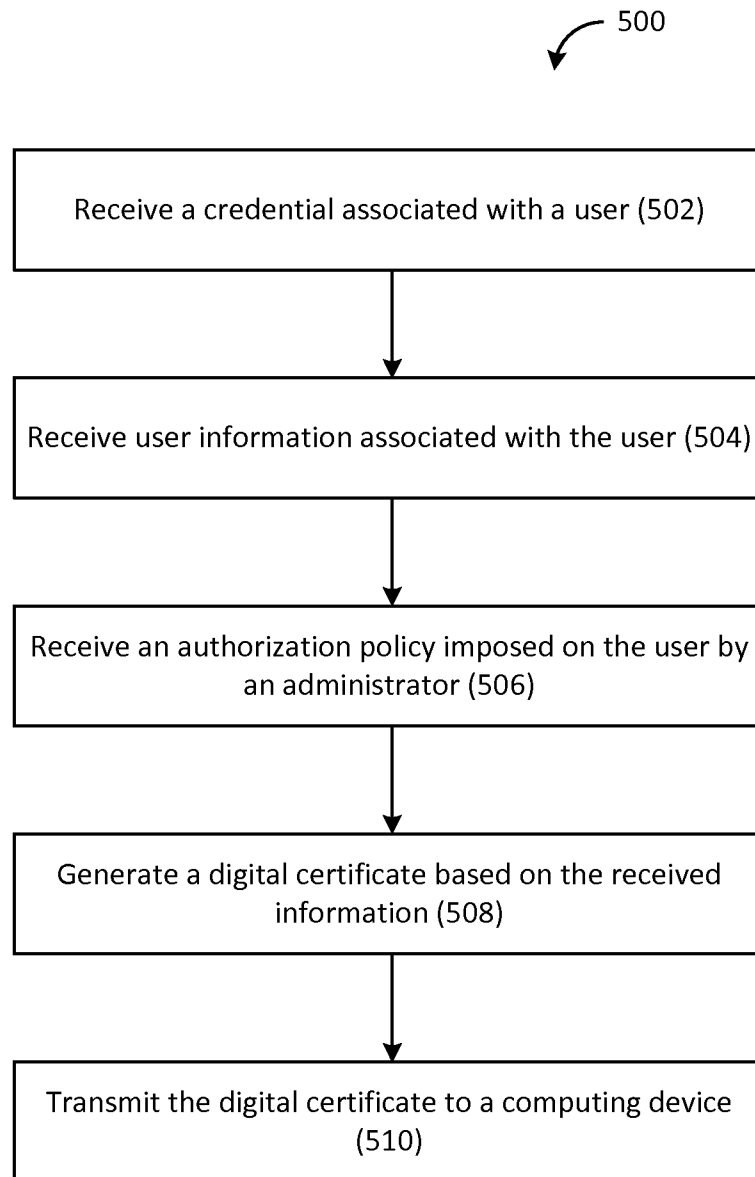 500
Receive a credential associated with a user (502)
Receive user information associated with the user (504)
Receive an authorization policy imposed on the user by
an administrator (506)
Generate a digital certificate based on the received
information (508)
Transmit the digital certificate to a computing device
(510)